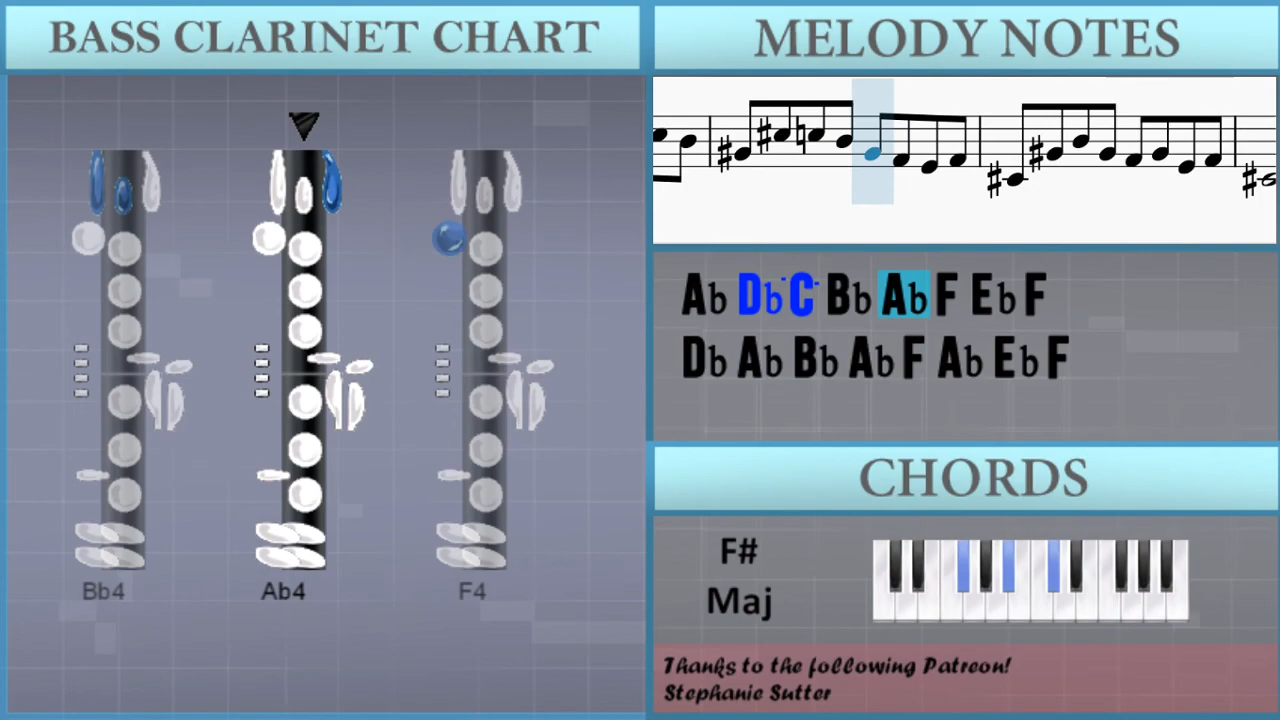 BASS CLARINET CHART
Bb4
Ab4
F4
MELODY NOTES
Ab Db· C· Bb Ab F Eb F
Db Ab Bb Ab F Ab Eb F
CHORDS
F#
Maj
Thanks to the following Patreon!
Stephanie Sutter